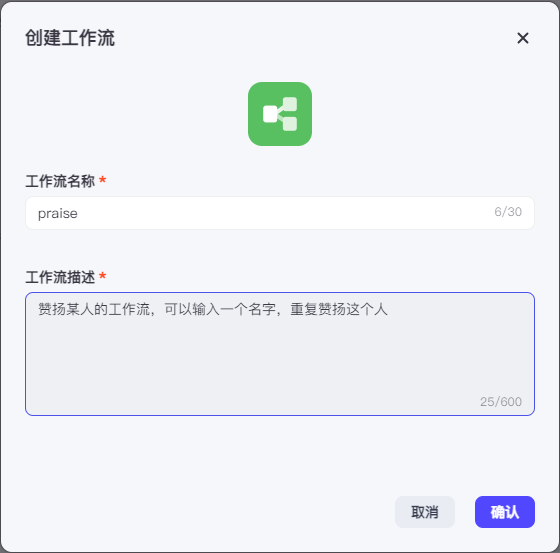 创建工作流
工作流名称 *
praise
6/30
工作流描述 *
赞扬某人的工作流，可以输入一个名字，重复赞扬这个人
25/600
取消
确认